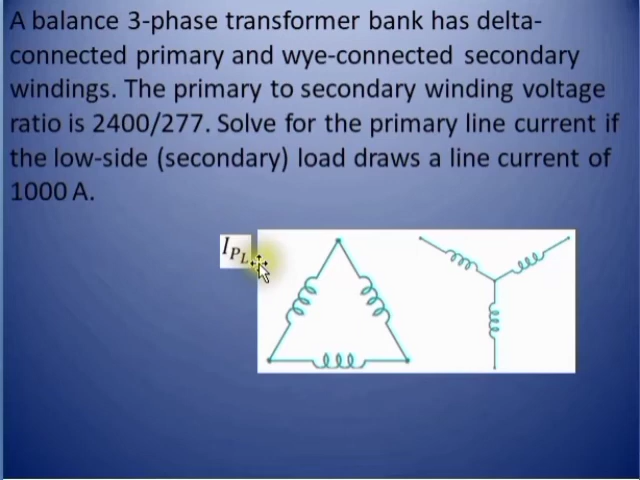 A balance 3-phase transformer bank has delta-
connected primary and wye-connected secondary
windings. The primary to secondary winding voltage
ratio is 2400/277. Solve for the primary line current if
the low-side (secondary) load draws a line current of
1000 A.
I_{P_L}